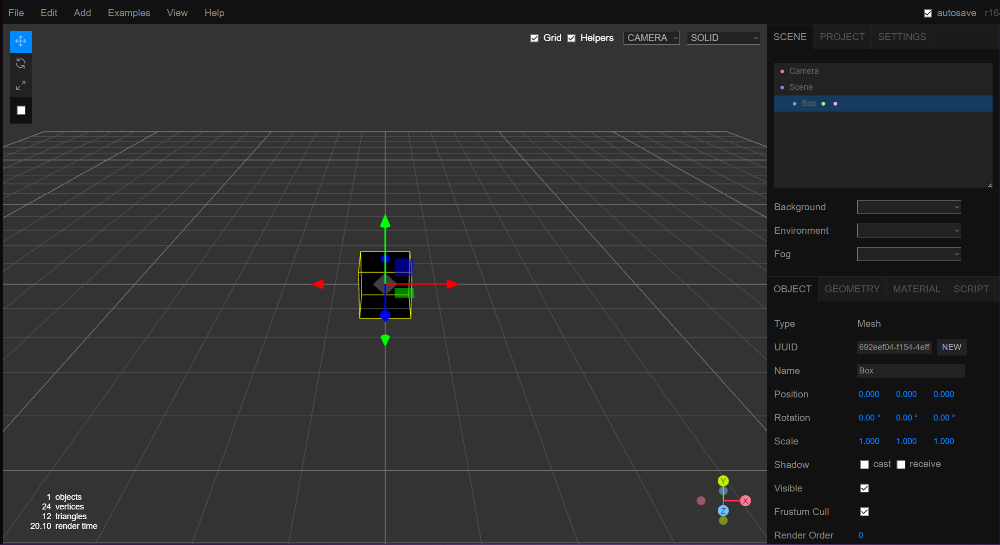 File Edit Add Examples View Help autosave
Grid Helpers CAMERA SOLID
SCENE PROJECT SETTINGS
Camera
Scene
Box
Background
Environment
Fog
OBJECT GEOMETRY MATERIAL SCRIPT
Type Mesh
UUID 692eef04-f154-4eff NEW
Name Box
Position 0.000 0.000 0.000
Rotation 0.00 ° 0.00 ° 0.00 °
Scale 1.000 1.000 1.000
Shadow cast receive
Visible
Frustum Cull
Render Order 0
1 objects
24 vertices
12 triangles
20.10 render time
Y
X
Z